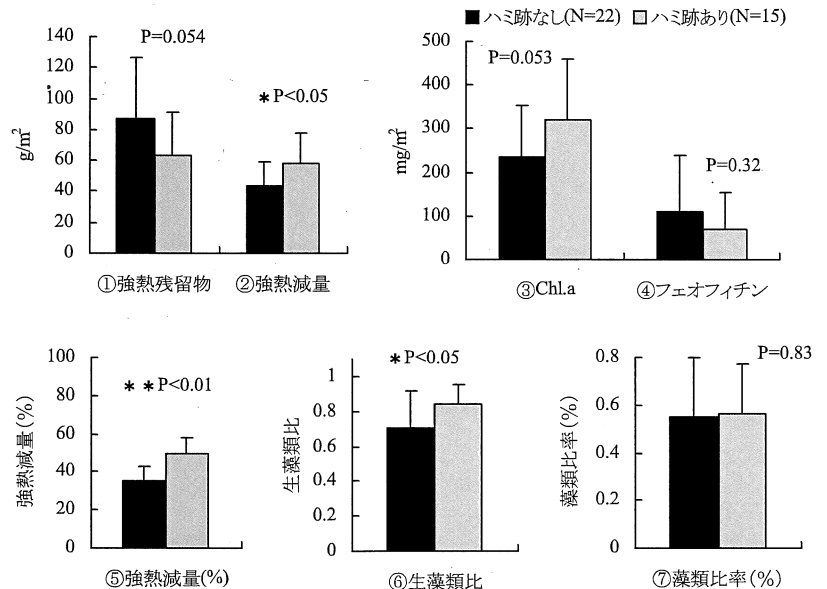 ■ハミ跡なし(N=22) □ハミ跡あり(N=15)
140
120
100
80
60
40
20
0
g/m²
P=0.054
* P<0.05
①強熱残留物 ②強熱減量
500
400
300
200
100
0
mg/m²
P=0.053
P=0.32
③Chl.a ④フェオフィチン
100
80
60
40
20
0
強熱減量(%)
* * P<0.01
⑤強熱減量(%)
1
0.8
0.6
0.4
0.2
0
生藻類比
* P<0.05
⑥生藻類比
0.8
0.6
0.4
0.2
0
藻類比率(%)
P=0.83
⑦藻類比率(%)